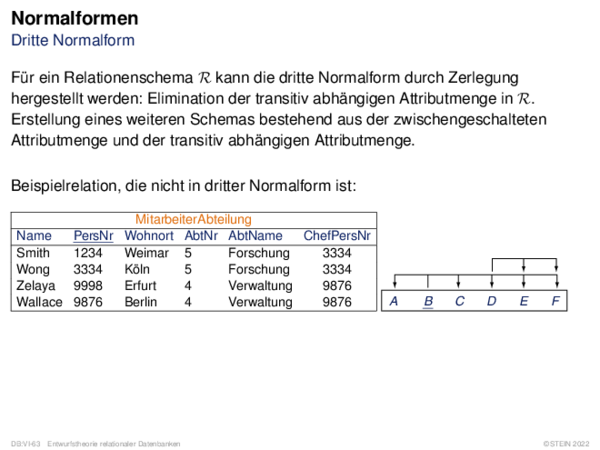 Normalformen
Dritte Normalform
Für ein Relationenschema R kann die dritte Normalform durch Zerlegung
hergestellt werden: Elimination der transitiv abhängigen Attributmenge in R.
Erstellung eines weiteren Schemas bestehend aus der zwischengeschalteten
Attributmenge und der transitiv abhängigen Attributmenge.
Beispielrelation, die nicht in dritter Normalform ist:
MitarbeiterAbteilung
Name PersNr Wohnort AbtNr AbtName ChefPersNr
Smith 1234 Weimar 5 Forschung 3334
Wong 3334 Köln 5 Forschung 3334
Zelaya 9998 Erfurt 4 Verwaltung 9876
Wallace 9876 Berlin 4 Verwaltung 9876
A B C D E F
DB:VI-63 Entwurfstheorie relationaler Datenbanken ©STEIN 2022